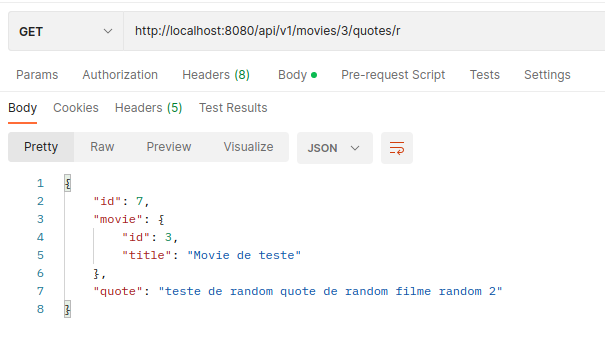 GET http://localhost:8080/api/v1/movies/3/quotes/r
Params Authorization Headers (8) Body Pre-request Script Tests Settings
Body Cookies Headers (5) Test Results
Pretty Raw Preview Visualize JSON
1 {
2 "id": 7,
3 "movie": {
4 "id": 3,
5 "title": "Movie de teste"
6 },
7 "quote": "teste de random quote de random filme random 2"
8 }